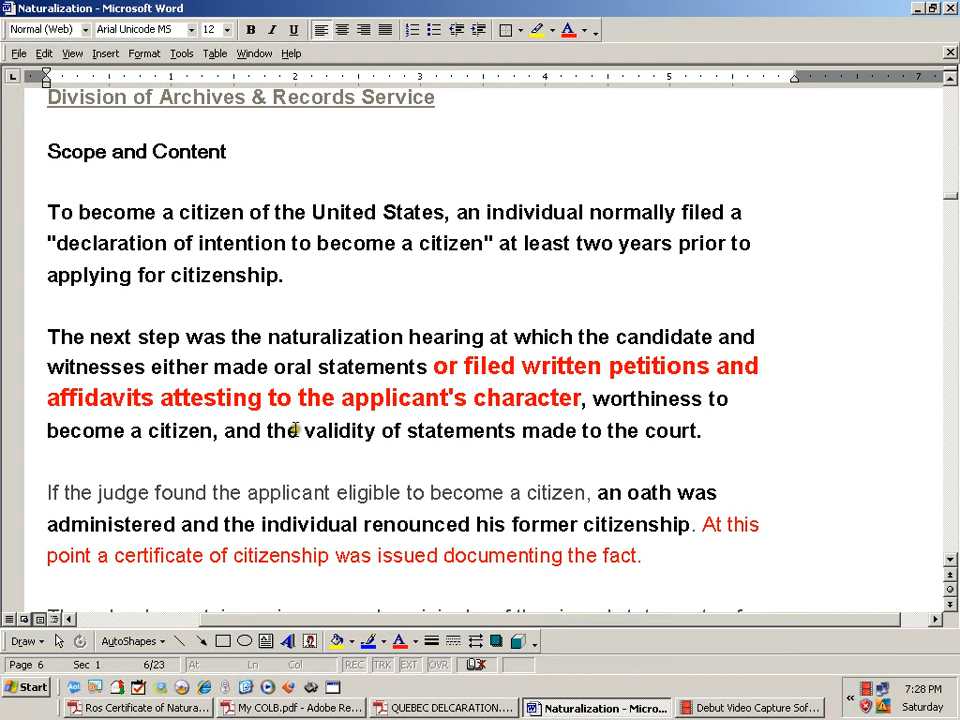 Naturalization - Microsoft Word
Normal (Web) Arial Unicode MS 12 B I U A
File Edit View Insert Format Tools Table Window Help
1 2 3 4 5 6 7
Division of Archives & Records Service
Scope and Content
To become a citizen of the United States, an individual normally filed a
"declaration of intention to become a citizen" at least two years prior to
applying for citizenship.
The next step was the naturalization hearing at which the candidate and
witnesses either made oral statements or filed written petitions and
affidavits attesting to the applicant's character, worthiness to
become a citizen, and the validity of statements made to the court.
If the judge found the applicant eligible to become a citizen, an oath was
administered and the individual renounced his former citizenship. At this
point a certificate of citizenship was issued documenting the fact.
Draw AutoShapes A A
Page 6 Sec 1 6/23 At Ln Col REC TRK EXT OVR
Start
7:28 PM
Ros Certificate of Natura... My COLB.pdf - Adobe Re... QUEBEC DELCARATION.... Naturalization - Micros... Debut Video Capture Sof... Saturday